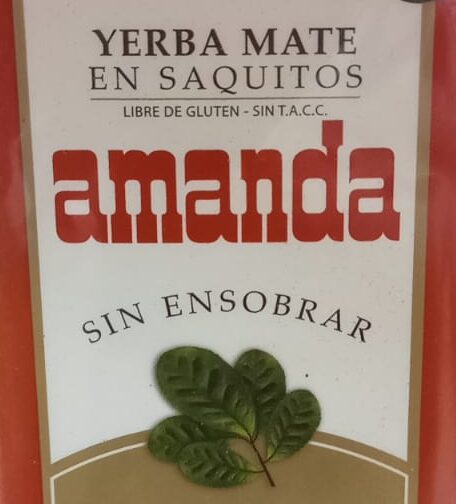 YERBA MATE
EN SAQUITOS
LIBRE DE GLUTEN - SIN T.A.C.C.
amanda
SIN ENSOBRAR